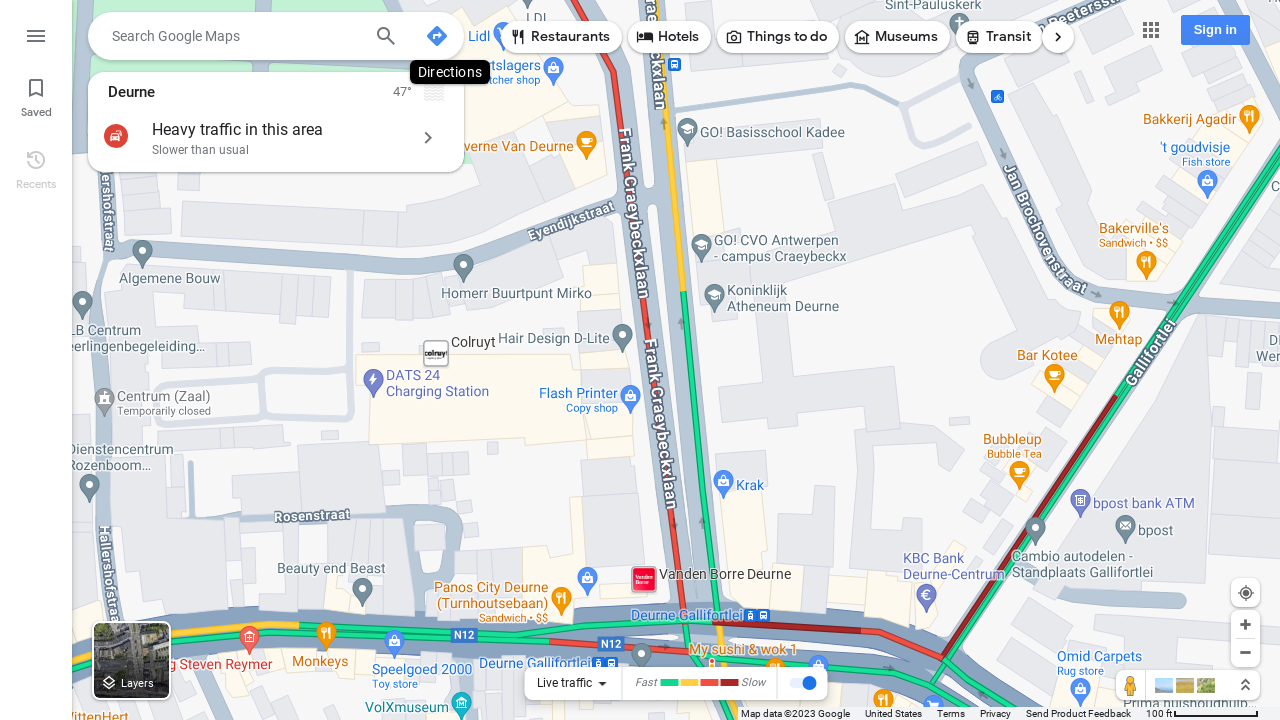 Search Google Maps
Directions
Sign in
Restaurants
Hotels
Things to do
Museums
Transit
Saved
Recents
Deurne
47°
Heavy traffic in this area
Slower than usual
LDL
Lidl
Sint-Pauluskerk
GO! Basisschool Kadee
Bakkerij Agadir
't goudvisje
Fish store
Bakerville's
Sandwich • $$
Frank Craeybeckxlaan
Frank Craeybeckxlaan
Eyendijkstraat
Jan Brochovenstraat
GO! CVO Antwerpen
- campus Craeybeckx
Algemene Bouw
Homerr Buurtpunt Mirko
Koninklijk
Atheneum Deurne
LB Centrum
Colruyt
Hair Design D-Lite
Mehtap
Gallifortlei
Bar Kotee
DATS 24
Charging Station
Flash Printer
Copy shop
Centrum (Zaal)
Temporarily closed
Dienstencentrum
Rozenboom...
Bubbleup
Bubble Tea
Krak
bpost bank ATM
bpost
Rosenstraat
Cambio autodelen -
Standplaats Gallifortlei
KBC Bank
Deurne-Centrum
Beauty end Beast
Vanden Borre Deurne
Panos City Deurne
(Turnhoutsebaan)
Sandwich • $$
Deurne Gallifortlei
N12
N12
My sushi & wok 1
Steven Reymer
Monkeys
Speelgoed 2000
Toy store
Deurne Gallifortlei
Omid Carpets
Rug store
VolXmuseum
Layers
Live traffic
Fast
Slow
Map data ©2023 Google
United States
Terms
Privacy
Send Product Feedback
100 ft